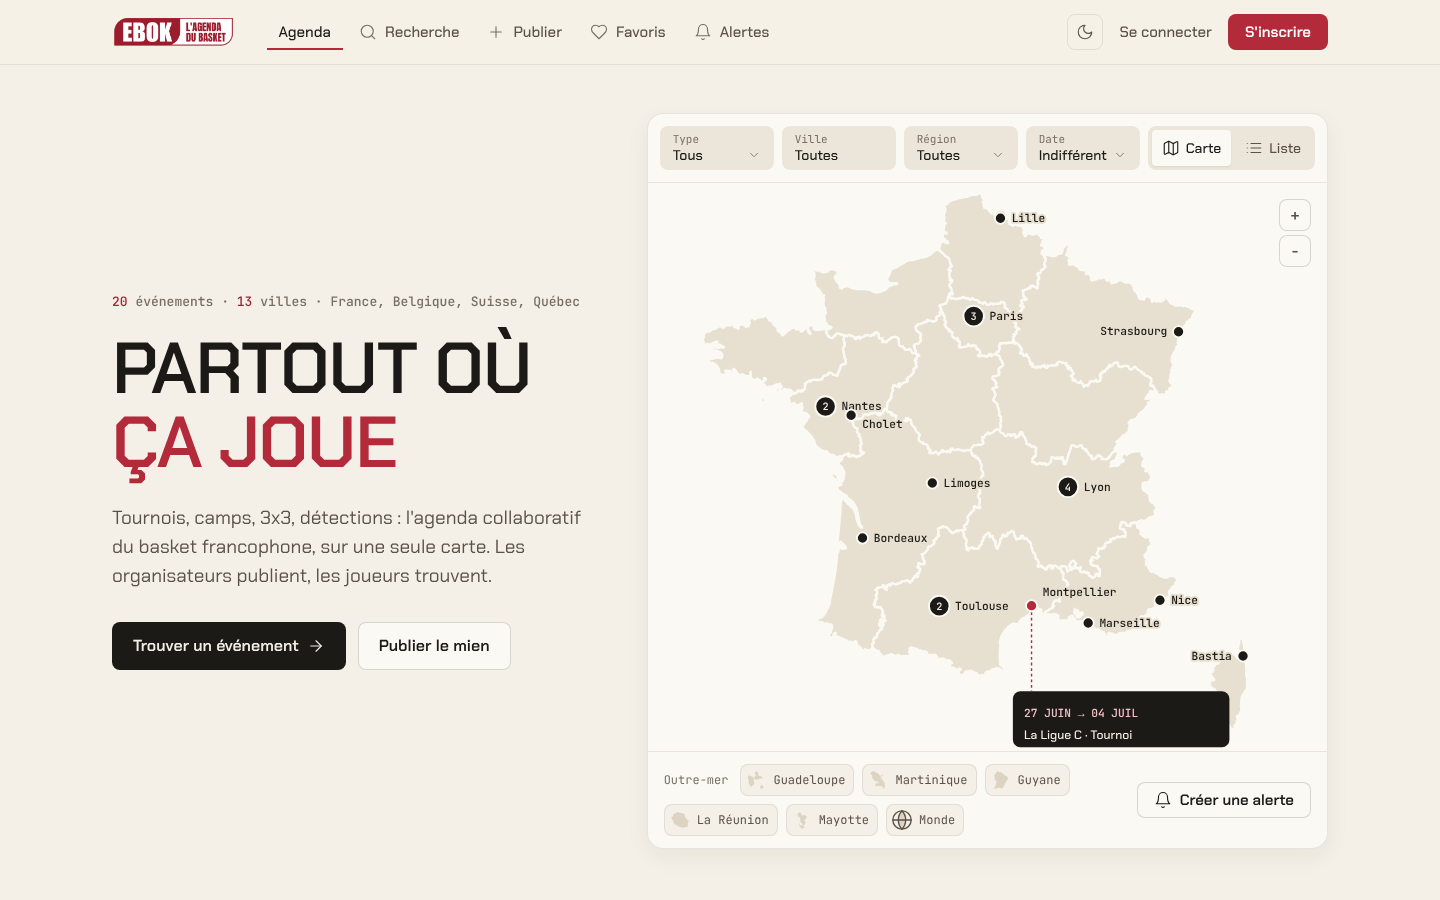 EBOK L'AGENDA DU BASKET
Agenda
Recherche
Publier
Favoris
Alertes
Se connecter
S'inscrire
20 événements · 13 villes · France, Belgique, Suisse, Québec
PARTOUT OÙ
ÇA JOUE
Tournois, camps, 3x3, détections : l'agenda collaboratif
du basket francophone, sur une seule carte. Les
organisateurs publient, les joueurs trouvent.
Trouver un événement
Publier le mien
Type
Tous
Ville
Toutes
Région
Toutes
Date
Indifférent
Carte
Liste
+
-
Lille
3 Paris
Strasbourg
2 Nantes
Cholet
Limoges
4 Lyon
Bordeaux
Montpellier
2 Toulouse
Nice
Marseille
Bastia
27 JUIN → 04 JUIL
La Ligue C · Tournoi
Outre-mer
Guadeloupe
Martinique
Guyane
La Réunion
Mayotte
Monde
Créer une alerte